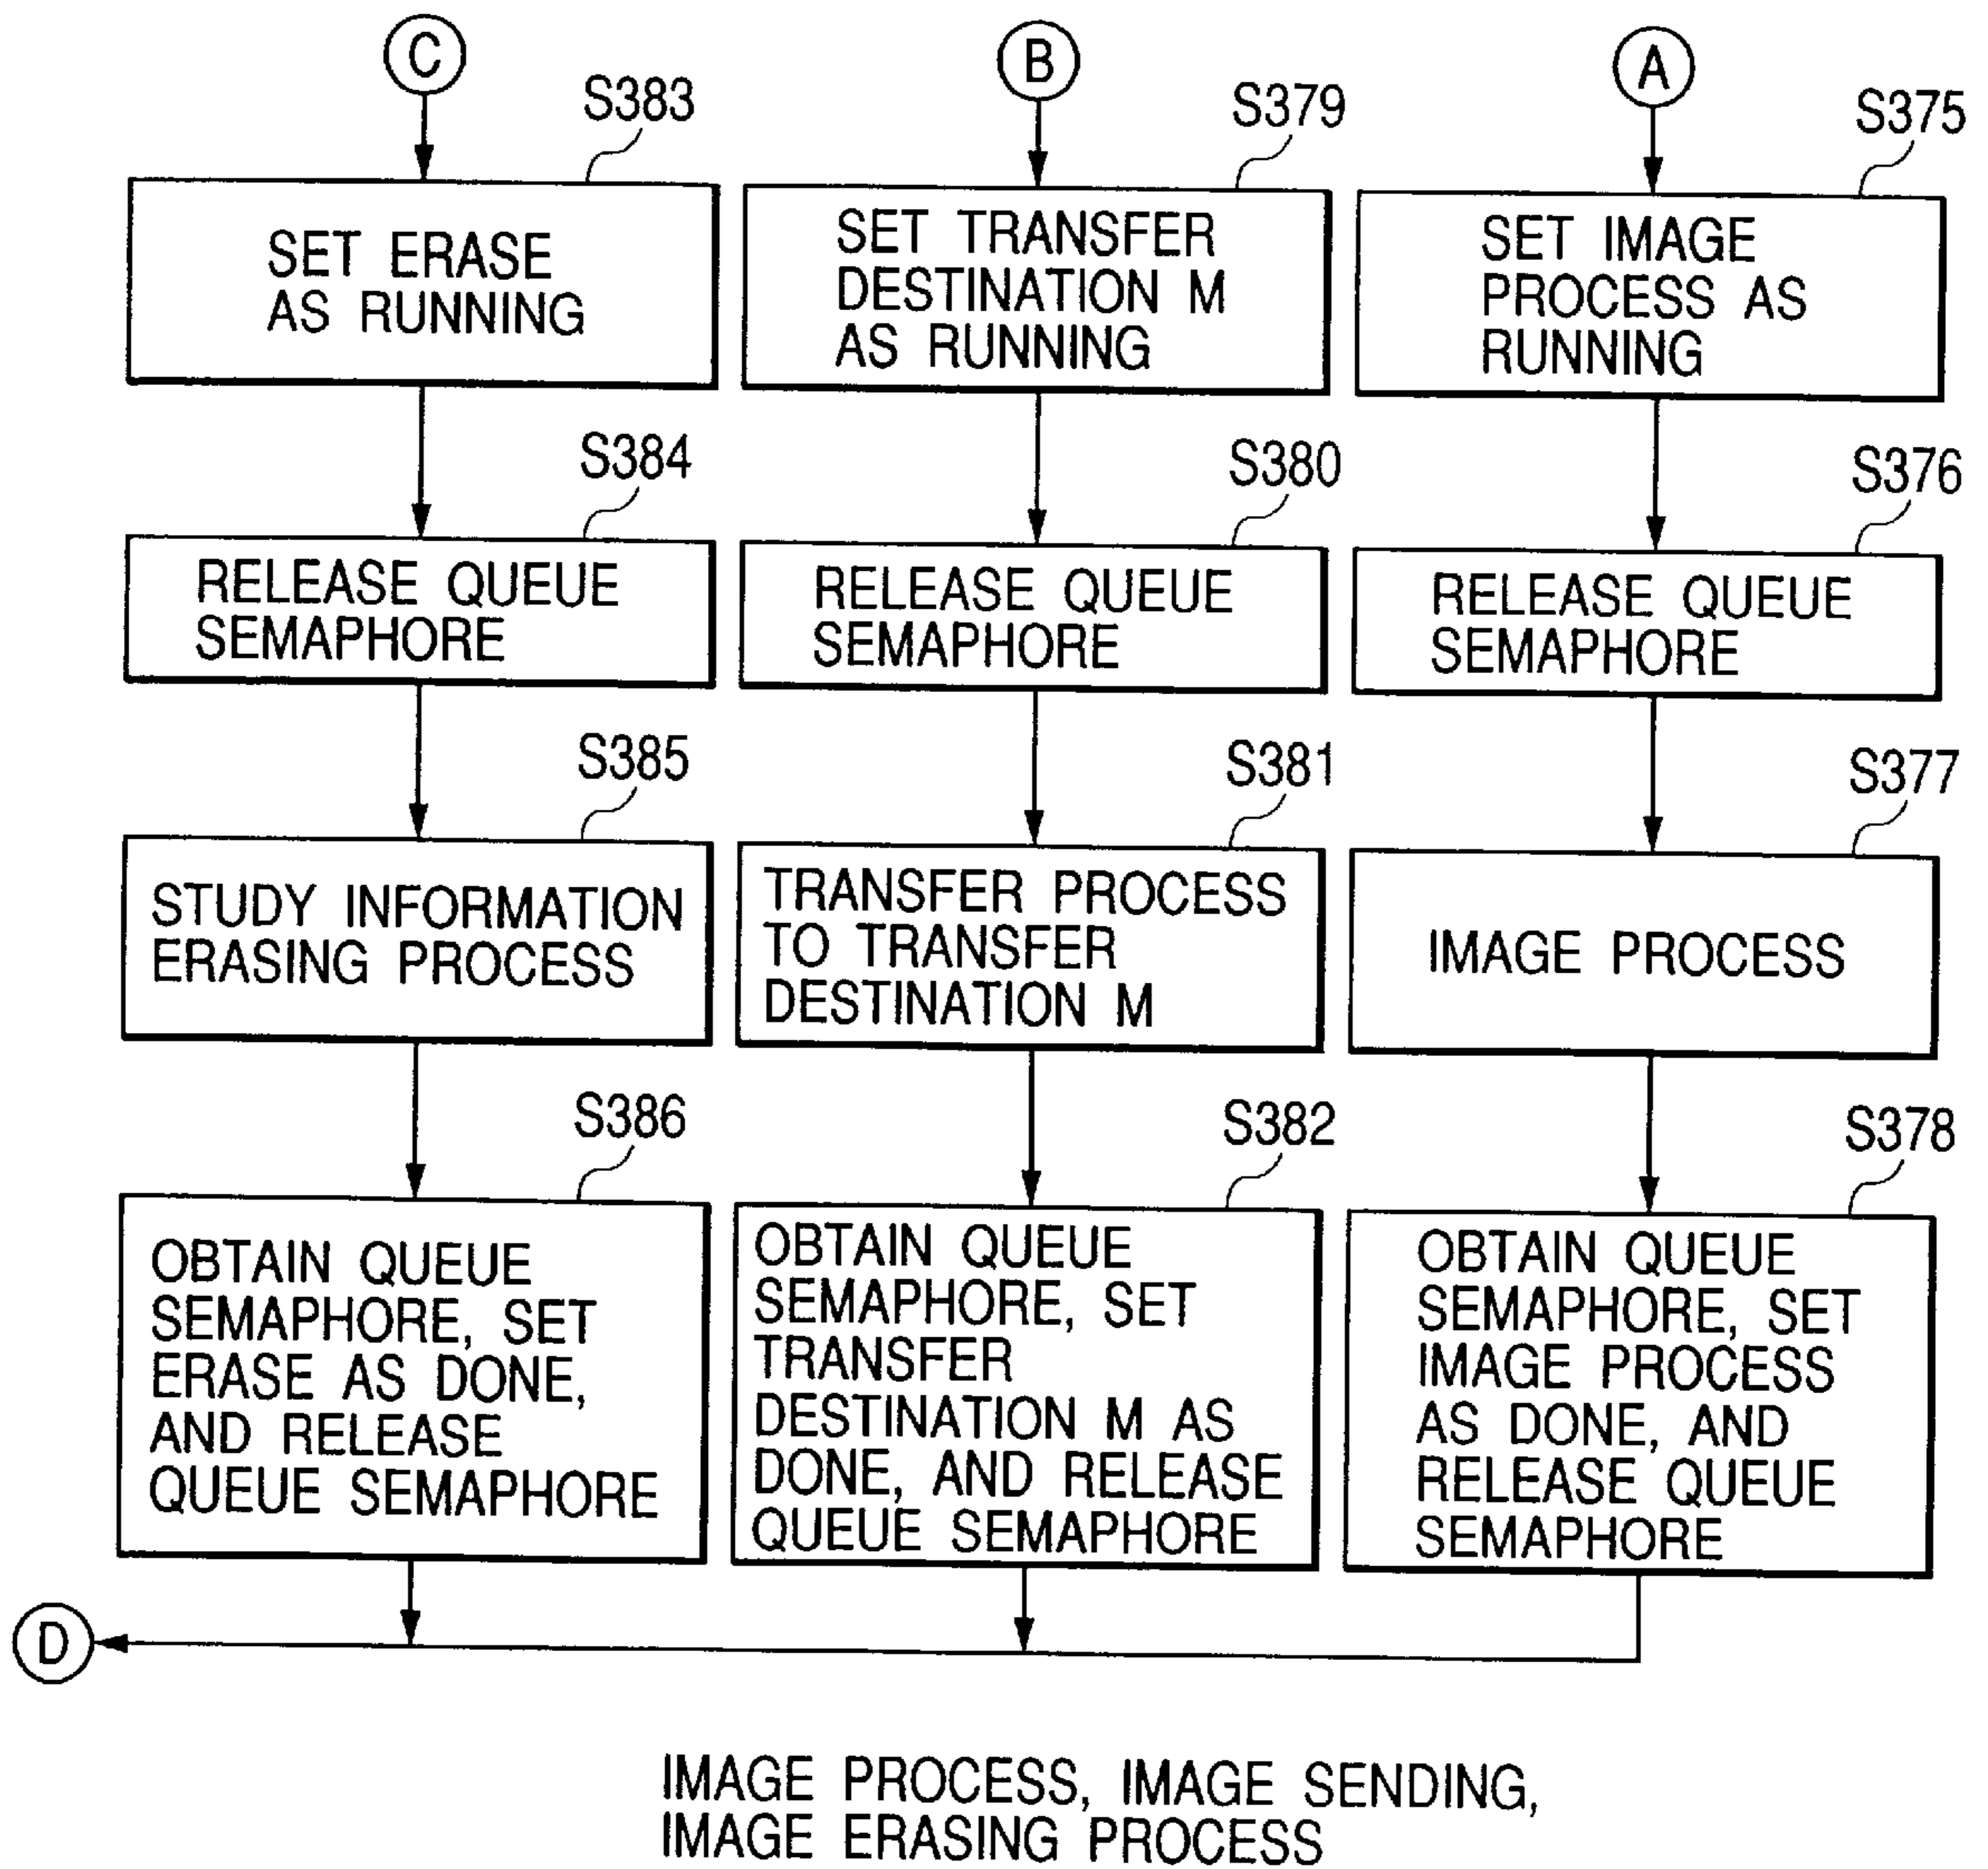 C
B
A
S383
S379
S375
SET ERASE
AS RUNNING
SET TRANSFER
DESTINATION M
AS RUNNING
SET IMAGE
PROCESS AS
RUNNING
S384
S380
S376
RELEASE QUEUE
SEMAPHORE
RELEASE QUEUE
SEMAPHORE
RELEASE QUEUE
SEMAPHORE
S385
S381
S377
STUDY INFORMATION
ERASING PROCESS
TRANSFER PROCESS
TO TRANSFER
DESTINATION M
IMAGE PROCESS
S386
S382
S378
OBTAIN QUEUE
SEMAPHORE, SET
ERASE AS DONE,
AND RELEASE
QUEUE SEMAPHORE
OBTAIN QUEUE
SEMAPHORE, SET
TRANSFER
DESTINATION M AS
DONE, AND RELEASE
QUEUE SEMAPHORE
OBTAIN QUEUE
SEMAPHORE, SET
IMAGE PROCESS
AS DONE, AND
RELEASE QUEUE
SEMAPHORE
D
IMAGE PROCESS, IMAGE SENDING,
IMAGE ERASING PROCESS